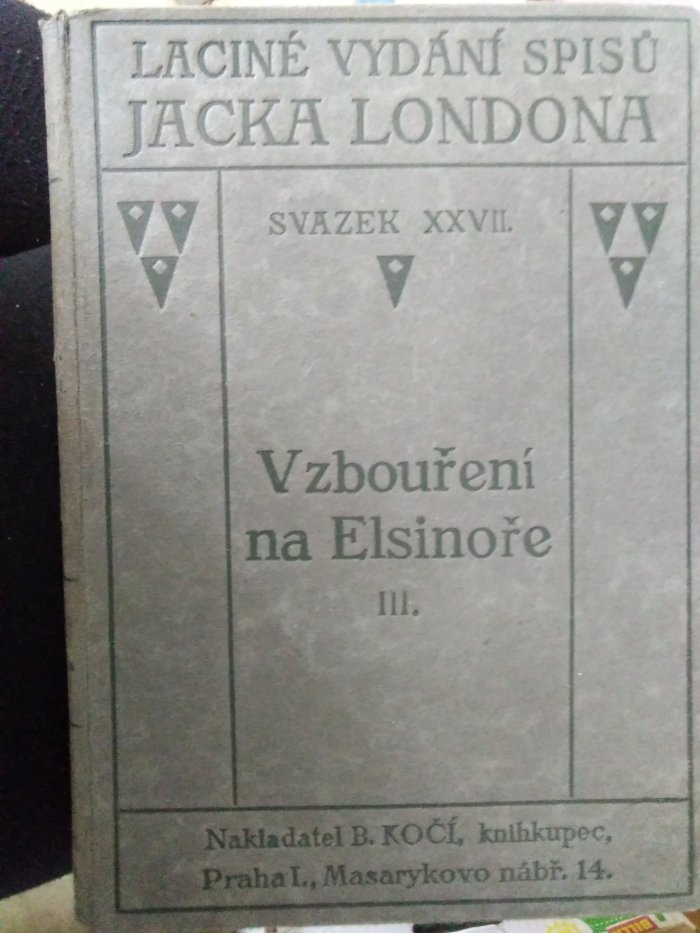 LACINÉ VYDÁNÍ SPISŮ
JACKA LONDONA
SVAZEK XXVII.
Vzbouření
na Elsinoře
III.
Nakladatel B. KOČÍ, knihkupec,
Praha I., Masarykovo nábř. 14.